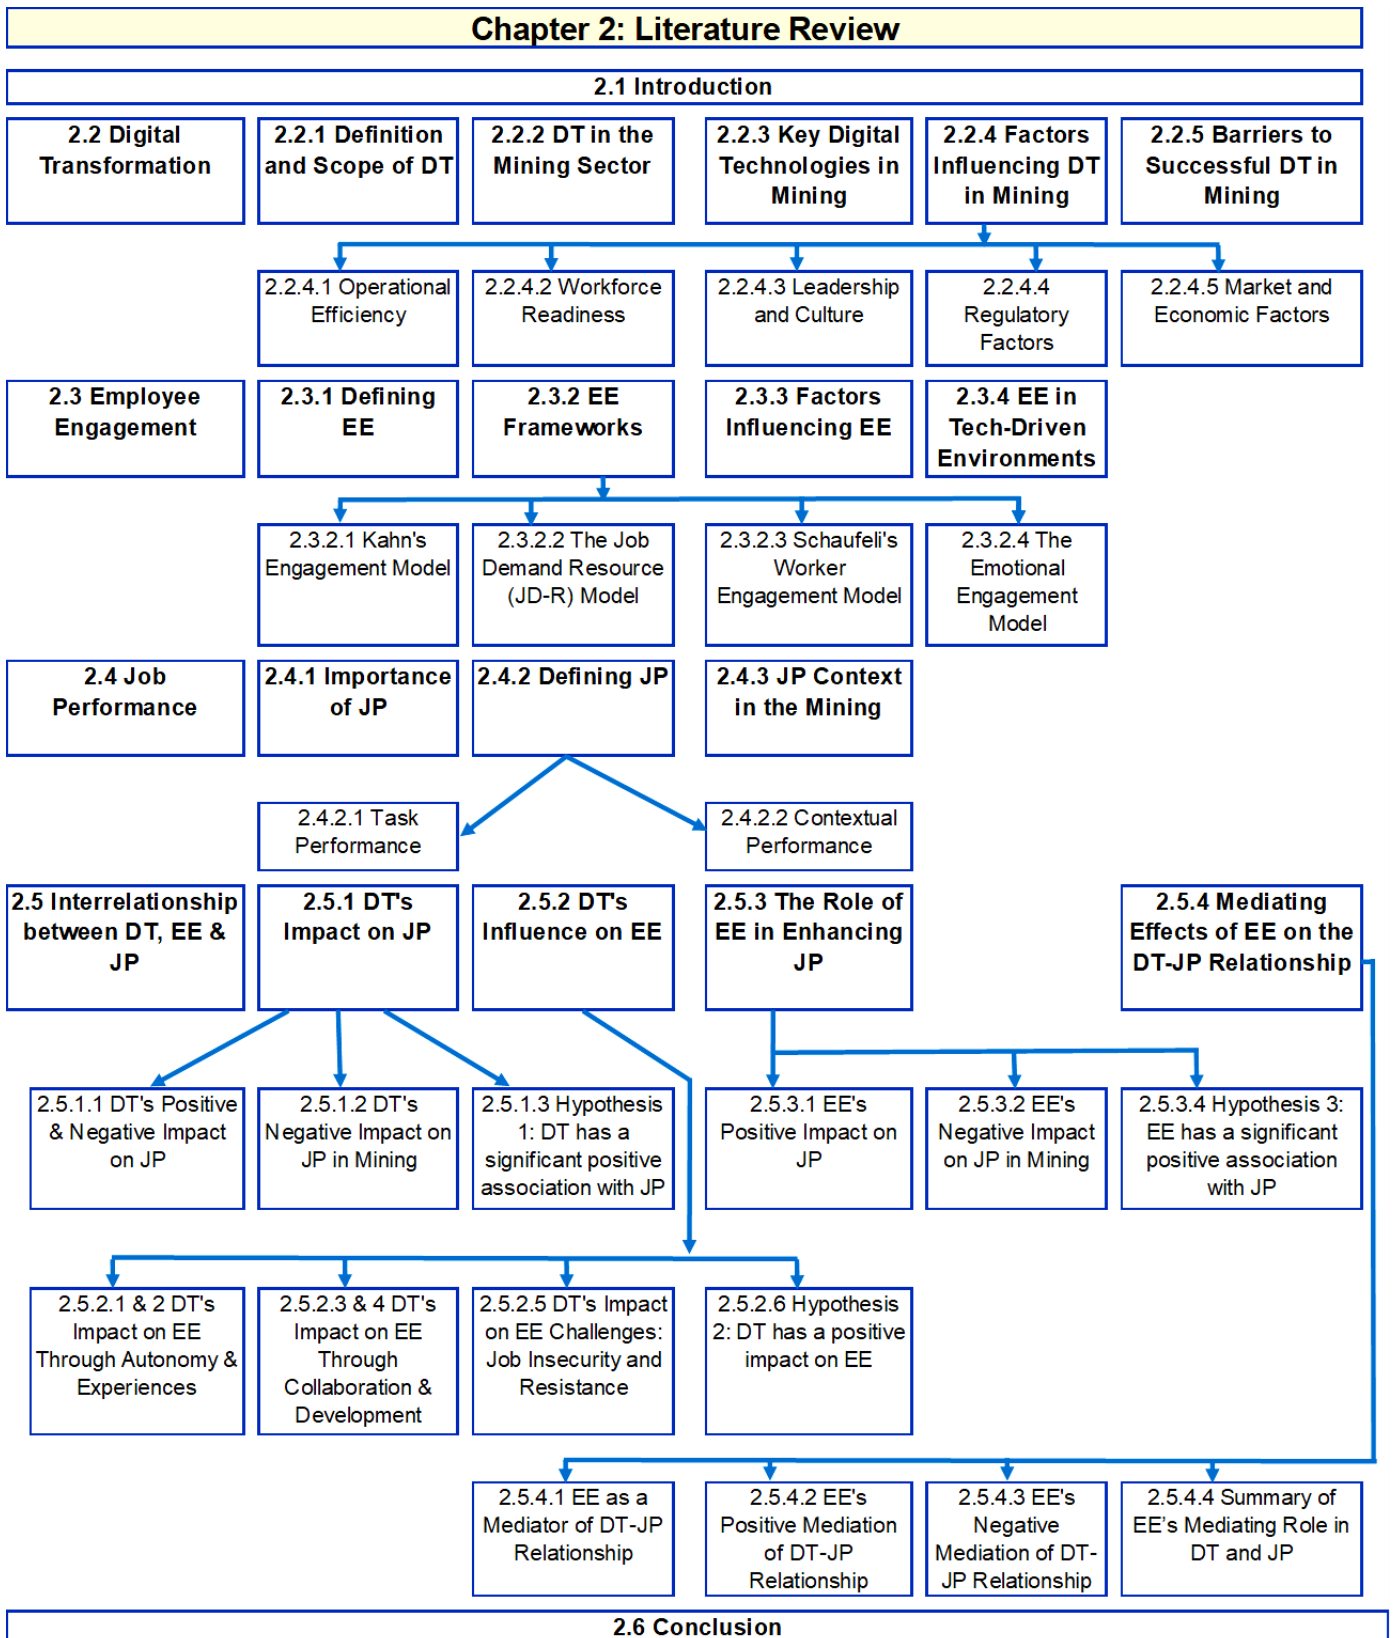 Chapter 2: Literature Review
2.1 Introduction
2.2 Digital
Transformation
2.2.1 Definition
and Scope of DT
2.2.2 DT in the
Mining Sector
2.2.3 Key Digital
Technologies in
Mining
2.2.4 Factors
Influencing DT
in Mining
2.2.5 Barriers to
Successful DT in
Mining
2.2.4.1 Operational
Efficiency
2.2.4.2 Workforce
Readiness
2.2.4.3 Leadership
and Culture
2.2.4.4
Regulatory
Factors
2.2.4.5 Market and
Economic Factors
2.3 Employee
Engagement
2.3.1 Defining
EE
2.3.2 EE
Frameworks
2.3.3 Factors
Influencing EE
2.3.4 EE in
Tech-Driven
Environments
2.3.2.1 Kahn's
Engagement Model
2.3.2.2 The Job
Demand Resource
(JD-R) Model
2.3.2.3 Schaufeli's
Worker
Engagement Model
2.3.2.4 The
Emotional
Engagement
Model
2.4 Job
Performance
2.4.1 Importance
of JP
2.4.2 Defining JP
2.4.3 JP Context
in the Mining
2.4.2.1 Task
Performance
2.4.2.2 Contextual
Performance
2.5 Interrelationship
between DT, EE &
JP
2.5.1 DT's
Impact on JP
2.5.2 DT's
Influence on EE
2.5.3 The Role of
EE in Enhancing
JP
2.5.4 Mediating
Effects of EE on the
DT-JP Relationship
2.5.1.1 DT's Positive
& Negative Impact
on JP
2.5.1.2 DT's
Negative Impact on
JP in Mining
2.5.1.3 Hypothesis
1: DT has a
significant positive
association with JP
2.5.3.1 EE's
Positive Impact on
JP
2.5.3.2 EE's
Negative Impact
on JP in Mining
2.5.3.4 Hypothesis 3:
EE has a significant
positive association
with JP
2.5.2.1 & 2 DT's
Impact on EE
Through Autonomy &
Experiences
2.5.2.3 & 4 DT's
Impact on EE
Through
Collaboration &
Development
2.5.2.5 DT's Impact
on EE Challenges:
Job Insecurity and
Resistance
2.5.2.6 Hypothesis
2: DT has a positive
impact on EE
2.5.4.1 EE as a
Mediator of DT-JP
Relationship
2.5.4.2 EE's
Positive Mediation
of DT-JP
Relationship
2.5.4.3 EE's
Negative
Mediation of DT-
JP Relationship
2.5.4.4 Summary of
EE’s Mediating Role in
DT and JP
2.6 Conclusion